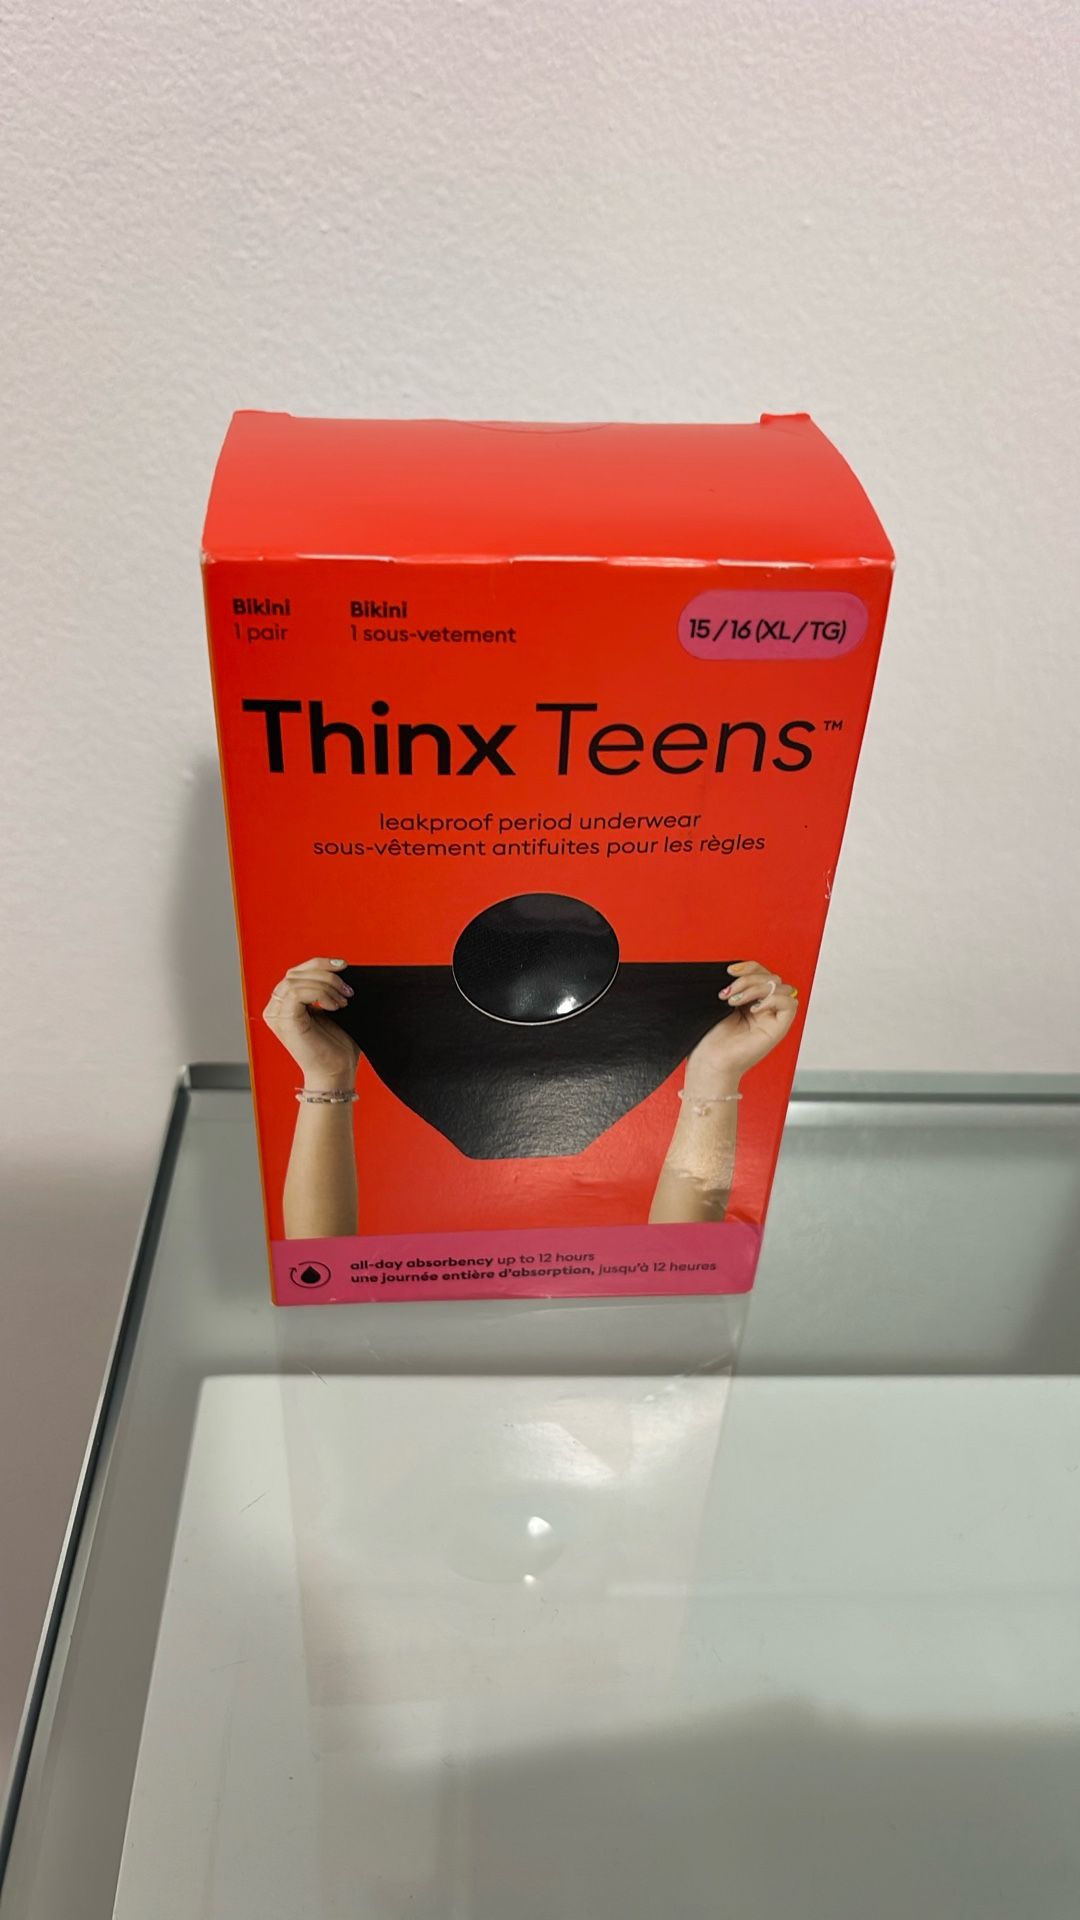 Bikini
1 pair
Bikini
1 sous-vetement
15/16 (XL/TG)
Thinx Teens™
leakproof period underwear
sous-vêtement antifuites pour les règles
all-day absorbency up to 12 hours
une journée entière d'absorption, jusqu'à 12 heures